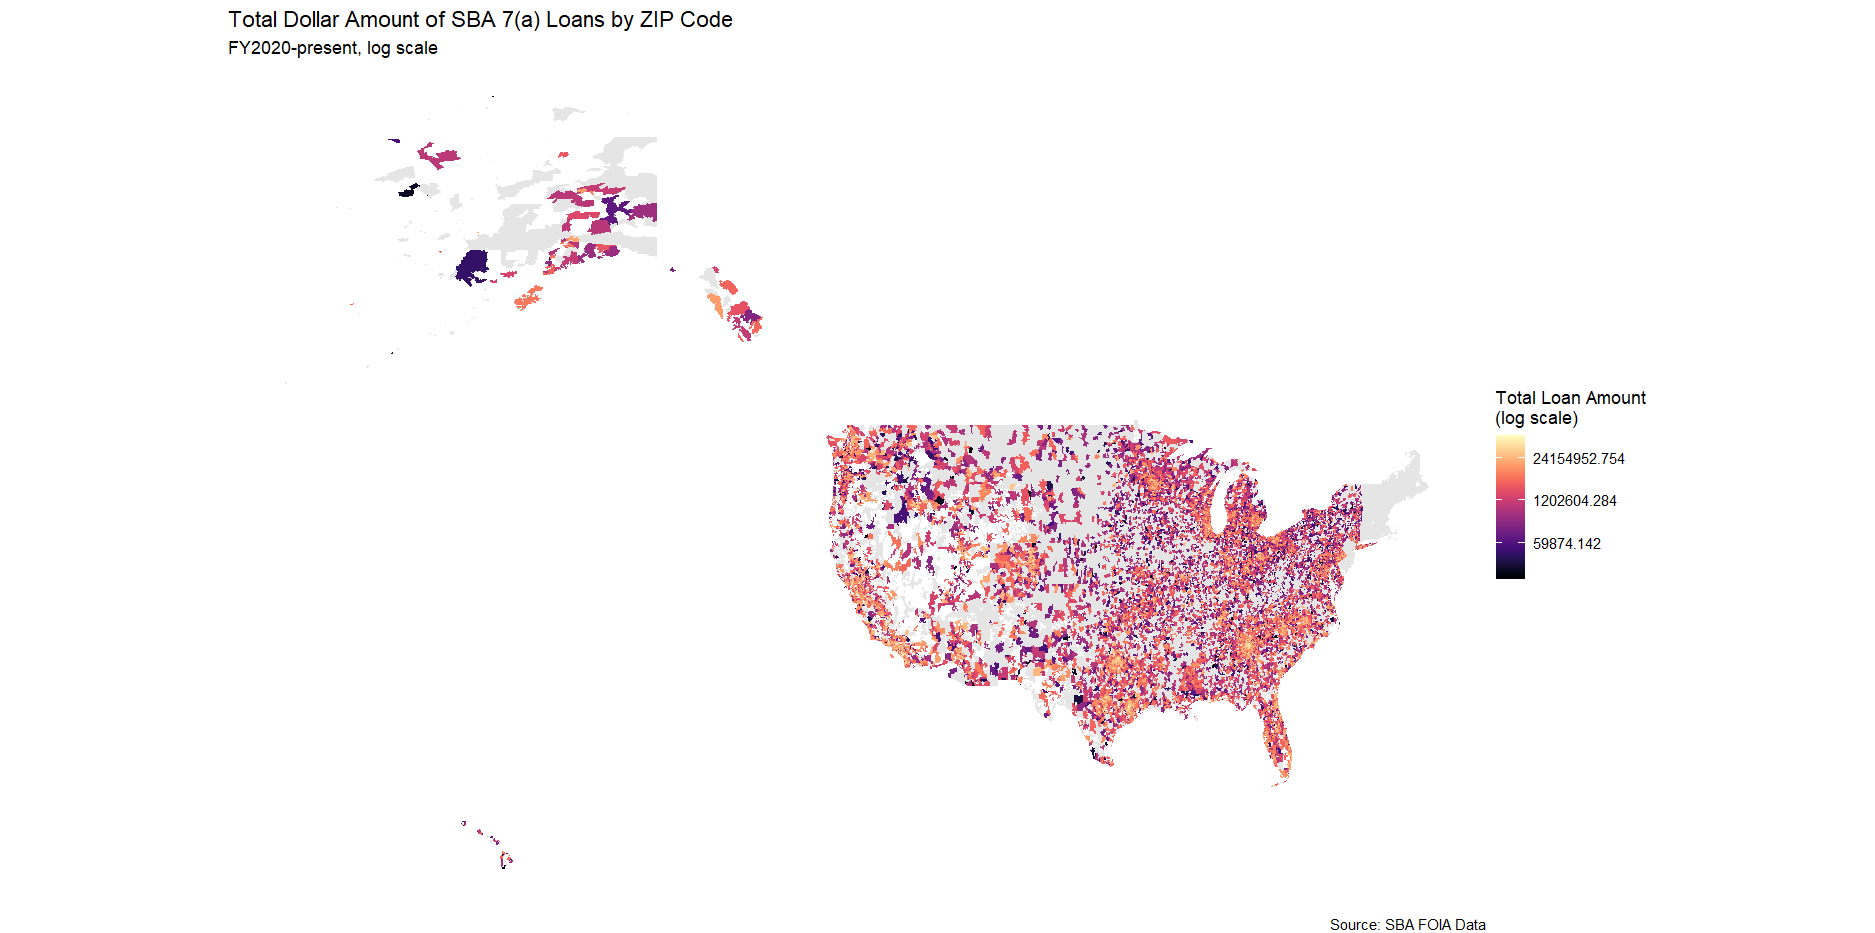 Total Dollar Amount of SBA 7(a) Loans by ZIP Code
FY2020-present, log scale
Total Loan Amount
(log scale)
24154952.754
1202604.284
59874.142
Source: SBA FOIA Data